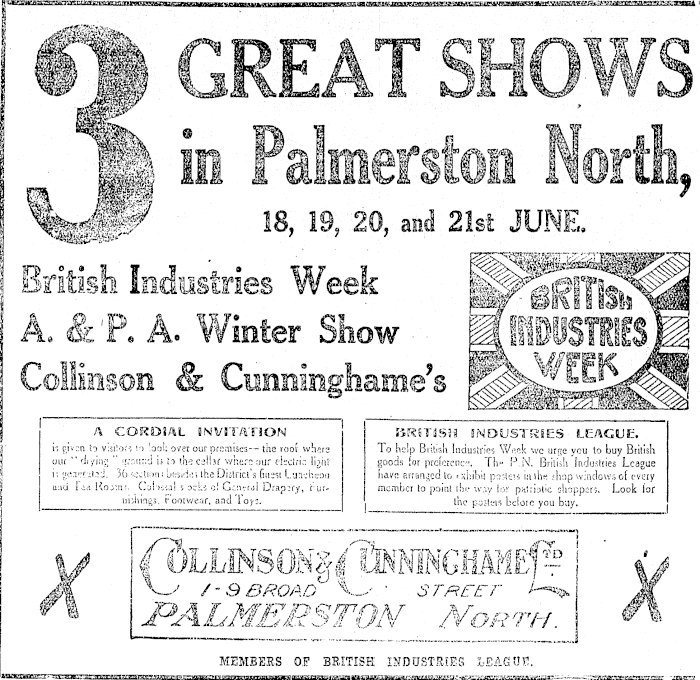 3 GREAT SHOWS
in Palmerston North,
18, 19, 20, and 21st JUNE.
British Industries Week
A. & P. A. Winter Show
Collinson & Cunninghame's
BRITISH
INDUSTRIES
WEEK
A CORDIAL INVITATION
is given to visitors to look over our premises—the roof where
our "drying" ground is to the cellar where our electric light
is generated. 36 sections besides the District's finest Luncheon
and Tea Rooms. Colossal stocks of General Drapery, Fur-
nishings, Footwear, and Toys.
BRITISH INDUSTRIES LEAGUE.
To help British Industries Week we urge you to buy British
goods for preference. The P.N. British Industries League
have arranged to exhibit posters in the shop windows of every
member to point the way for patriotic shoppers. Look for
the posters before you buy.
COLLINSON & CUNNINGHAME LTD
1-9 BROAD STREET
PALMERSTON NORTH.
MEMBERS OF BRITISH INDUSTRIES LEAGUE.